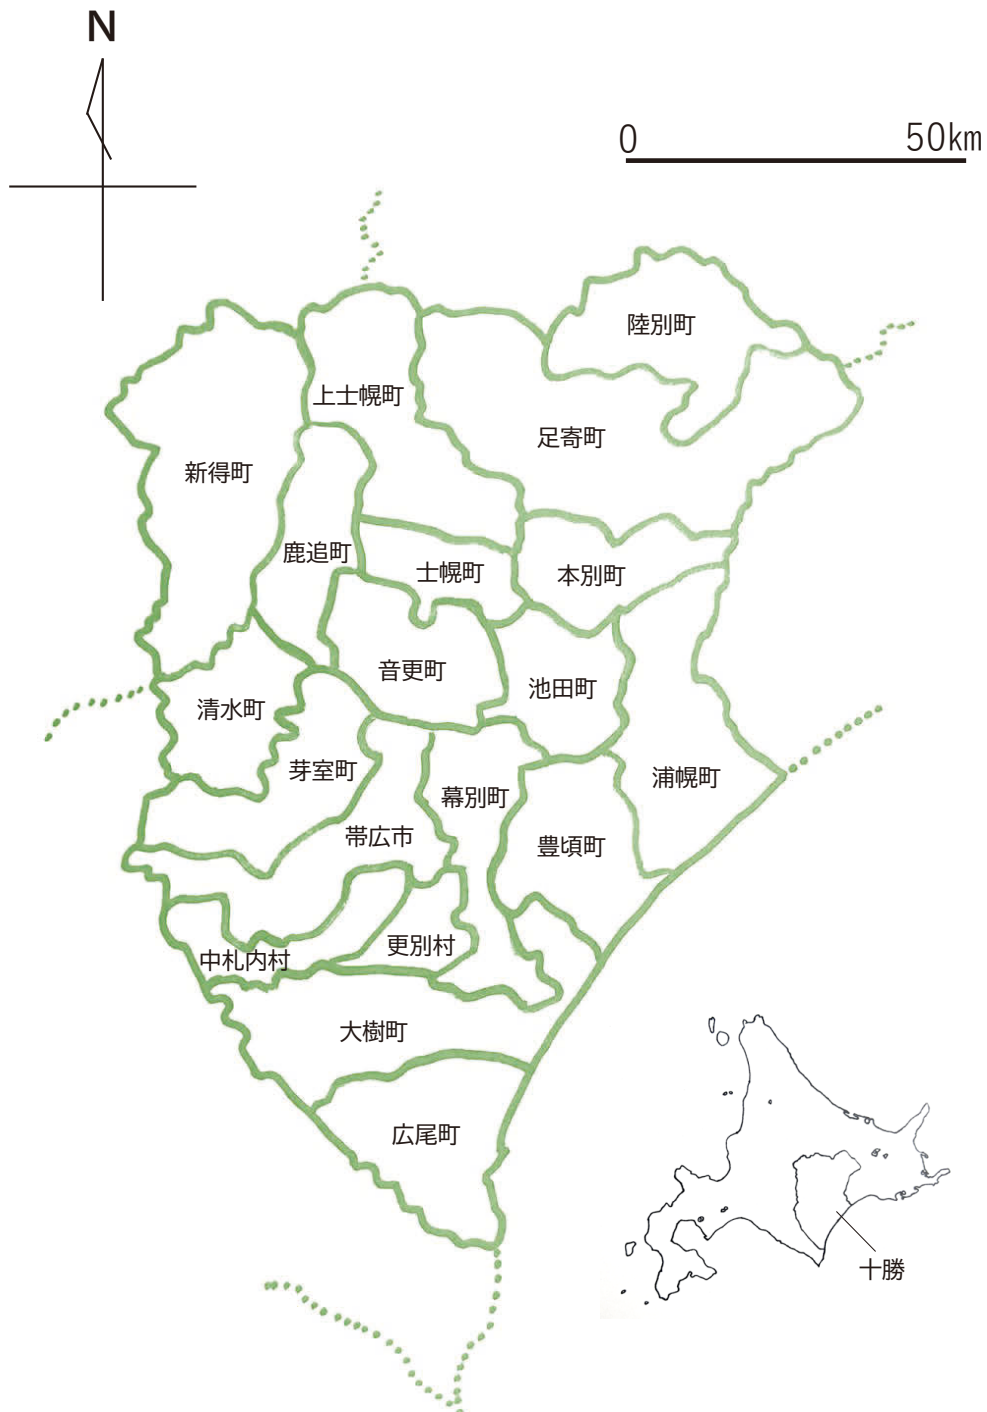 N
0 50km
陸別町
上士幌町
足寄町
新得町
鹿追町
士幌町
本別町
音更町
池田町
清水町
芽室町
幕別町
浦幌町
帯広市
豊頃町
更別村
中札内村
大樹町
広尾町
十勝